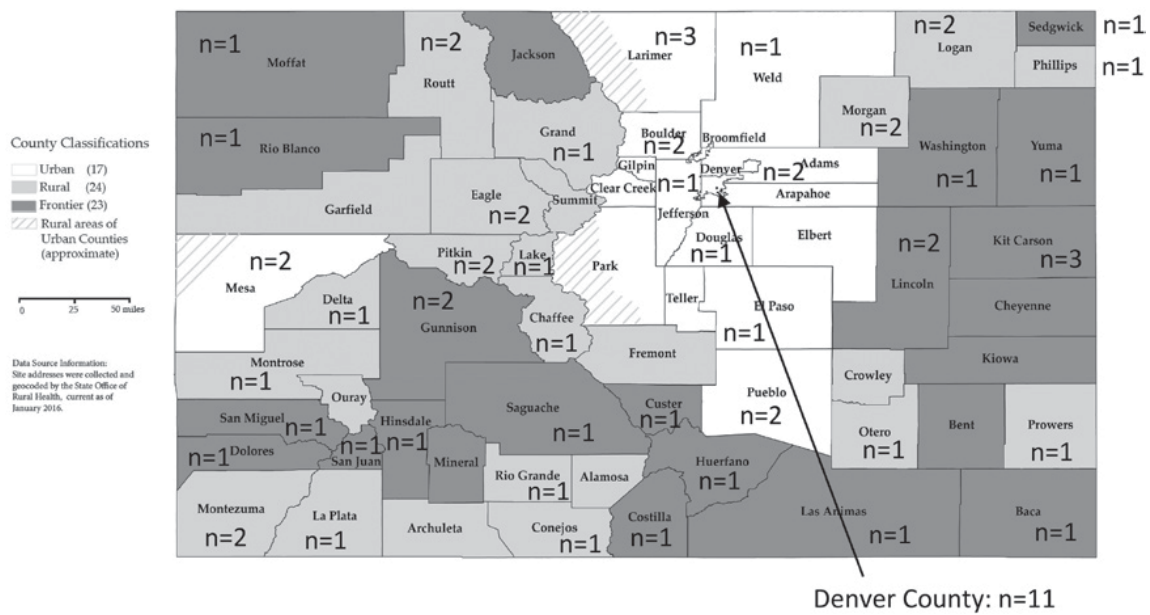 County Classifications
Urban (17)
Rural (24)
Frontier (23)
Rural areas of
Urban Counties
(approximate)
0 25 50 miles
Data Source Information:
Site addresses were collected and
geocoded by the State Office of
Rural Health, current as of
January 2016.
n=1
Moffat
n=2
Routt
Jackson
n=3
Larimer
n=1
Weld
n=2
Logan
Sedgwick n=1
Phillips n=1
n=1
Rio Blanco
Grand
n=1
Boulder
n=2
Broomfield
Morgan
n=2
Washington
n=1
Yuma
n=1
Garfield
Eagle
n=2
Summit
Gilpin
Clear Creek
n=1
Jefferson
Denver
n=2
Adams
Arapahoe
n=2
Mesa
Pitkin
n=2
Lake
n=1
Park
Douglas
n=1
Elbert
n=2
Lincoln
Kit Carson
n=3
Cheyenne
Delta
n=1
n=2
Gunnison
Chaffee
n=1
Teller
El Paso
n=1
Kiowa
Montrose
n=1
Ouray
Fremont
Crowley
Pueblo
n=2
San Miguel
n=1
Hinsdale
n=1
Saguache
n=1
Custer
n=1
Otero
n=1
Bent
Prowers
n=1
n=1
Dolores
n=1
San Juan
Mineral
Rio Grande
n=1
Alamosa
Huerfano
n=1
Montezuma
n=2
La Plata
n=1
Archuleta
Conejos
n=1
Costilla
n=1
Las Animas
n=1
Baca
n=1
Denver County: n=11